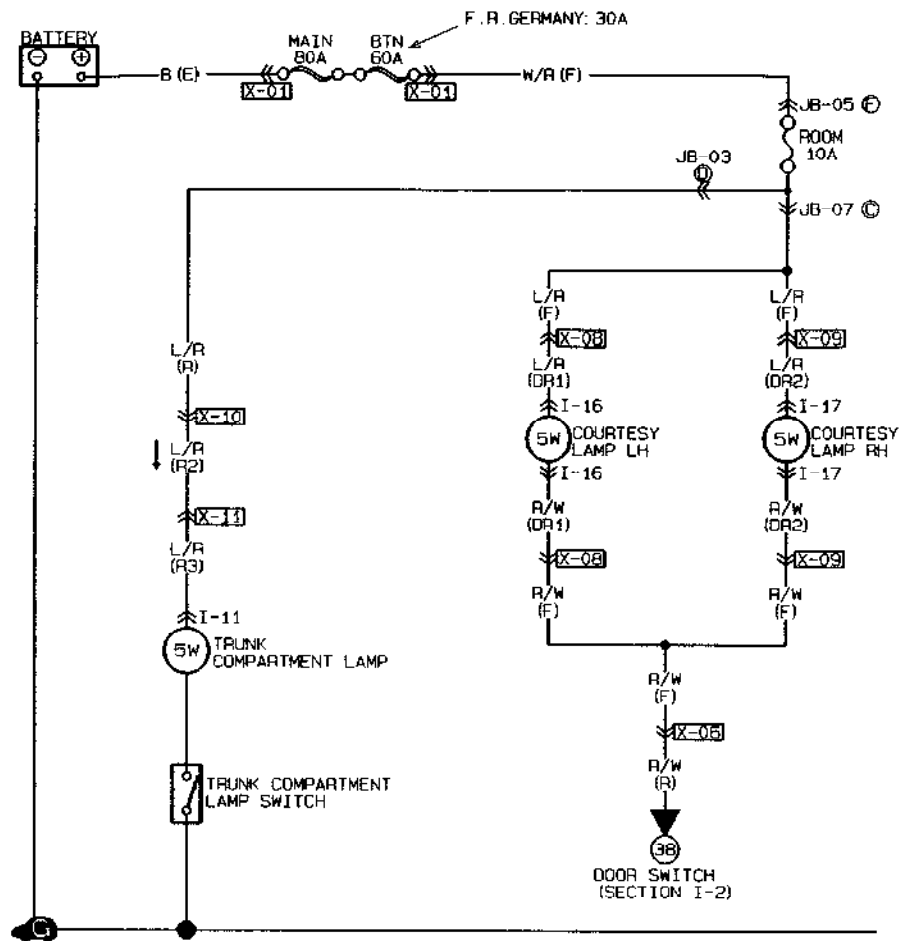 F.R.GERMANY: 30A
BATTERY
MAIN
80A
BTN
60A
B (E)
X-01
X-01
W/R (F)
JB-05 F
ROOM
10A
JB-03
D
JB-07 C
L/R
(F)
L/R
(F)
X-08
X-09
L/R
(R)
L/R
(DR1)
L/R
(DR2)
X-10
I-16
I-17
5W
COURTESY
LAMP LH
5W
COURTESY
LAMP RH
L/R
(R2)
I-16
I-17
X-11
R/W
(DR1)
R/W
(DR2)
L/R
(R3)
X-08
X-09
R/W
(F)
R/W
(F)
I-11
5W
TRUNK
COMPARTMENT LAMP
R/W
(F)
X-06
R/W
(R)
TRUNK COMPARTMENT
LAMP SWITCH
38
DOOR SWITCH
(SECTION I-2)